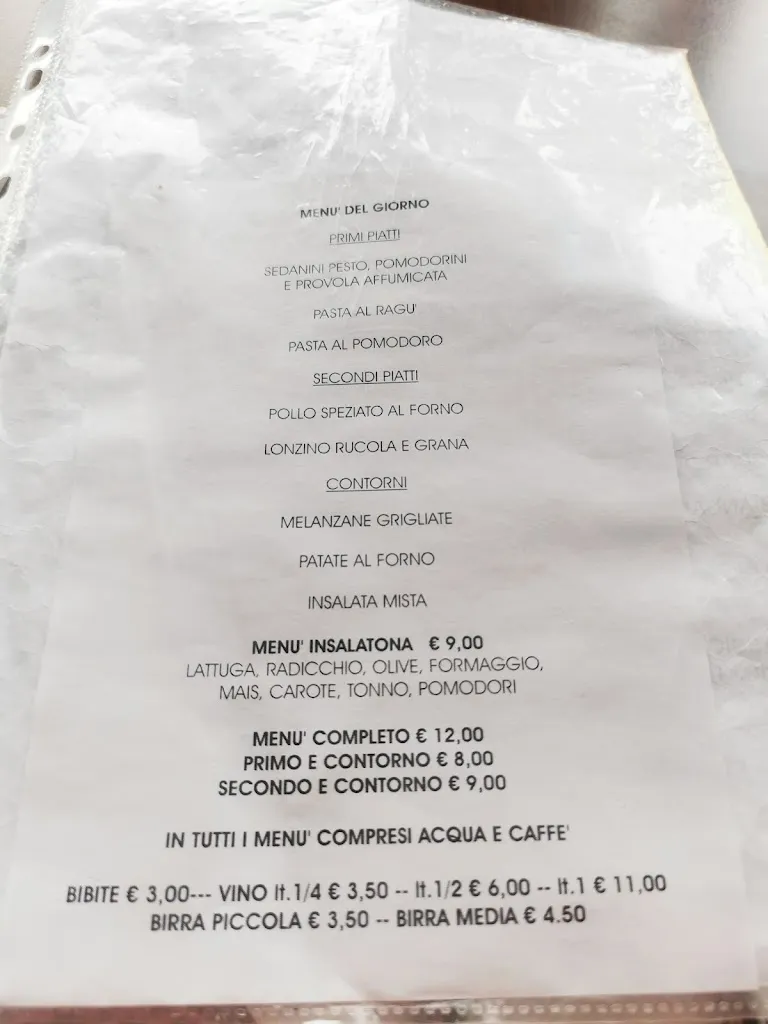 MENU' DEL GIORNO
PRIMI PIATTI
SEDANINI PESTO, POMODORINI
E PROVOLA AFFUMICATA
PASTA AL RAGU'
PASTA AL POMODORO
SECONDI PIATTI
POLLO SPEZIATO AL FORNO
LONZINO RUCOLA E GRANA
CONTORNI
MELANZANE GRIGLIATE
PATATE AL FORNO
INSALATA MISTA
MENU' INSALATONA € 9,00
LATTUGA, RADICCHIO, OLIVE, FORMAGGIO,
MAIS, CAROTE, TONNO, POMODORI
MENU' COMPLETO € 12,00
PRIMO E CONTORNO € 8,00
SECONDO E CONTORNO € 9,00
IN TUTTI I MENU' COMPRESI ACQUA E CAFFE'
BIBITE € 3,00--- VINO lt.1/4 € 3,50 -- lt.1/2 € 6,00 -- lt.1 € 11,00
BIRRA PICCOLA € 3,50 -- BIRRA MEDIA € 4.50